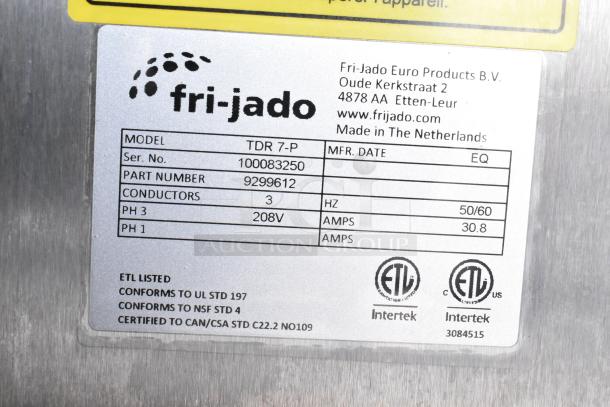 l'appareil.
fri-jado
Fri-Jado Euro Products B.V.
Oude Kerkstraat 2
4878 AA Etten-Leur
www.frijado.com
Made in The Netherlands
MODEL TDR 7-P MFR. DATE EQ
Ser. No. 100083250
PART NUMBER 9299612
CONDUCTORS 3 HZ 50/60
PH 3 208V AMPS 30.8
PH 1 AMPS
AUCTION GROUP
ETL LISTED
CONFORMS TO UL STD 197
CONFORMS TO NSF STD 4
CERTIFIED TO CAN/CSA STD C22.2 NO109
ETL
Intertek
C ETL US
Intertek
3084515